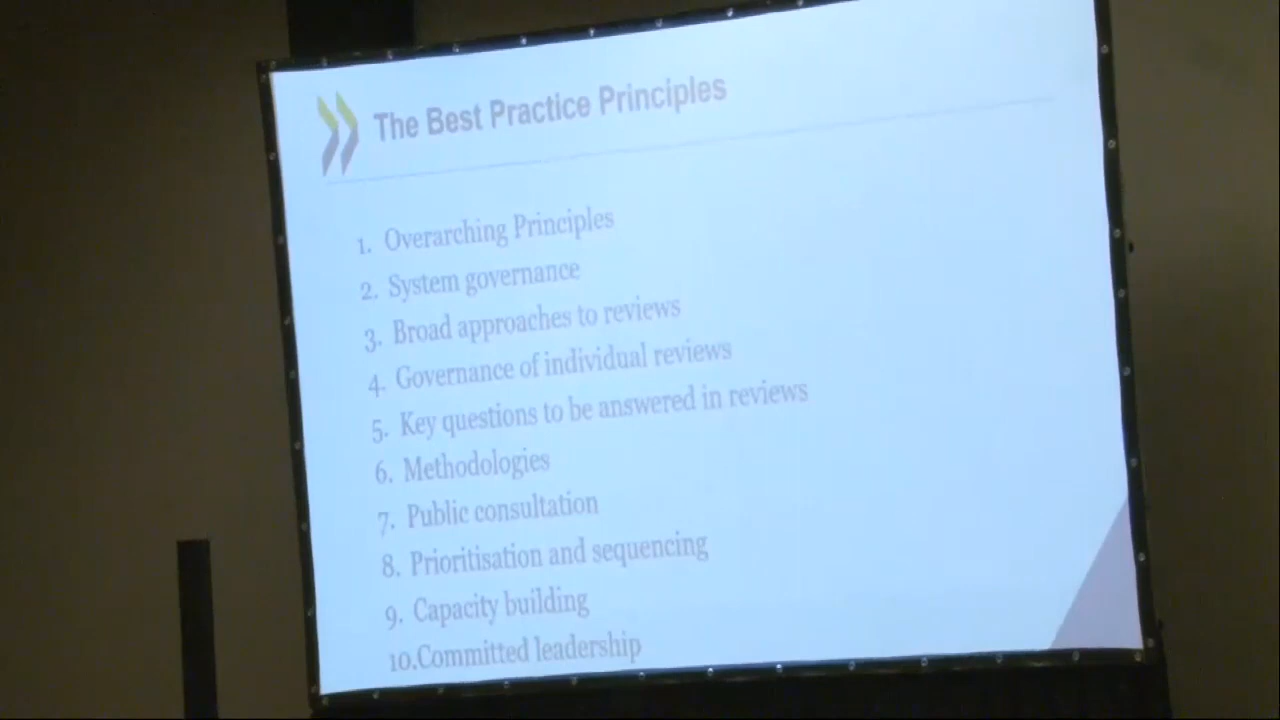 The Best Practice Principles
1. Overarching Principles
2. System governance
3. Broad approaches to reviews
4. Governance of individual reviews
5. Key questions to be answered in reviews
6. Methodologies
7. Public consultation
8. Prioritisation and sequencing
9. Capacity building
10.Committed leadership